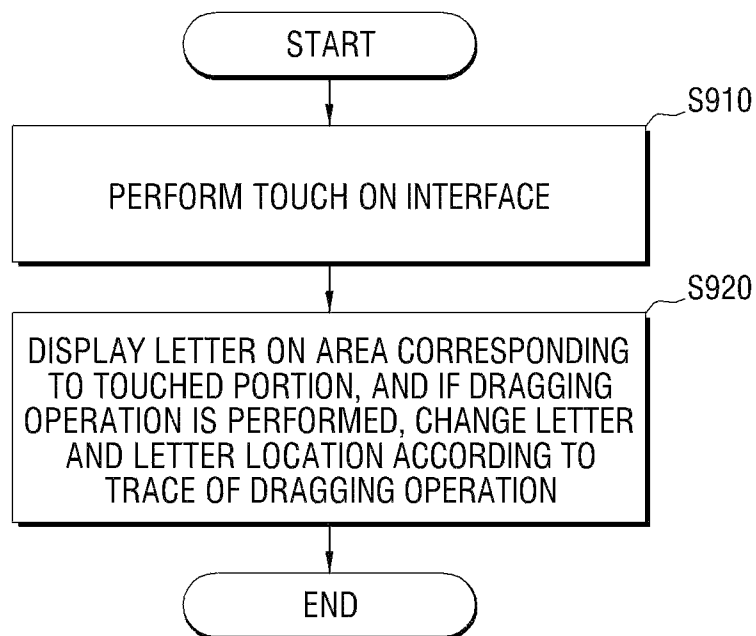 START
S910
PERFORM TOUCH ON INTERFACE
S920
DISPLAY LETTER ON AREA CORRESPONDING
TO TOUCHED PORTION, AND IF DRAGGING
OPERATION IS PERFORMED, CHANGE LETTER
AND LETTER LOCATION ACCORDING TO
TRACE OF DRAGGING OPERATION
END